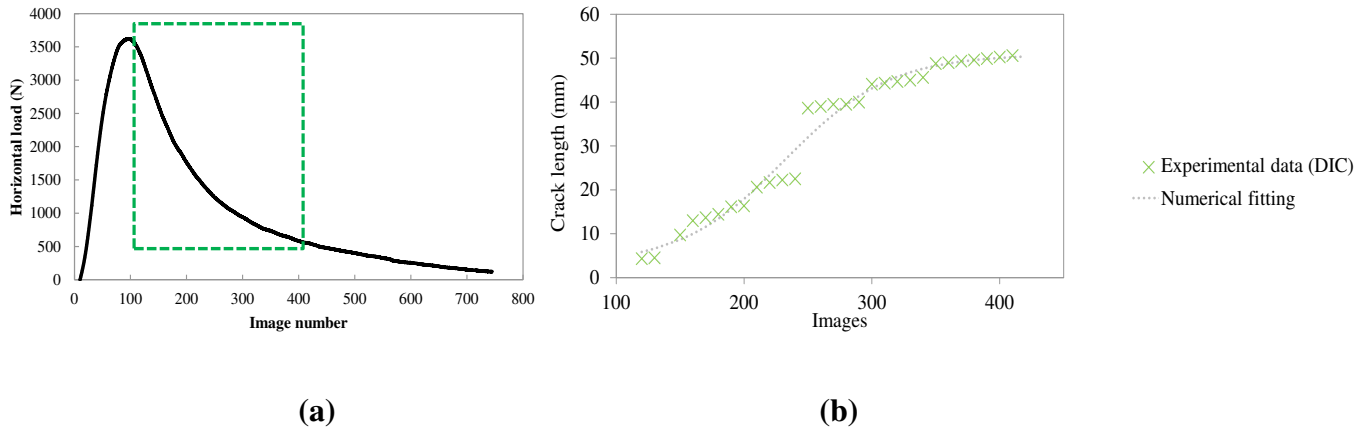 4000
3500
3000
2500
2000
1500
1000
500
0
Horizontal load (N)
0 100 200 300 400 500 600 700 800
Image number
(a)
60
50
40
30
20
10
0
Crack length (mm)
100 200 300 400
Images
Experimental data (DIC)
Numerical fitting
(b)